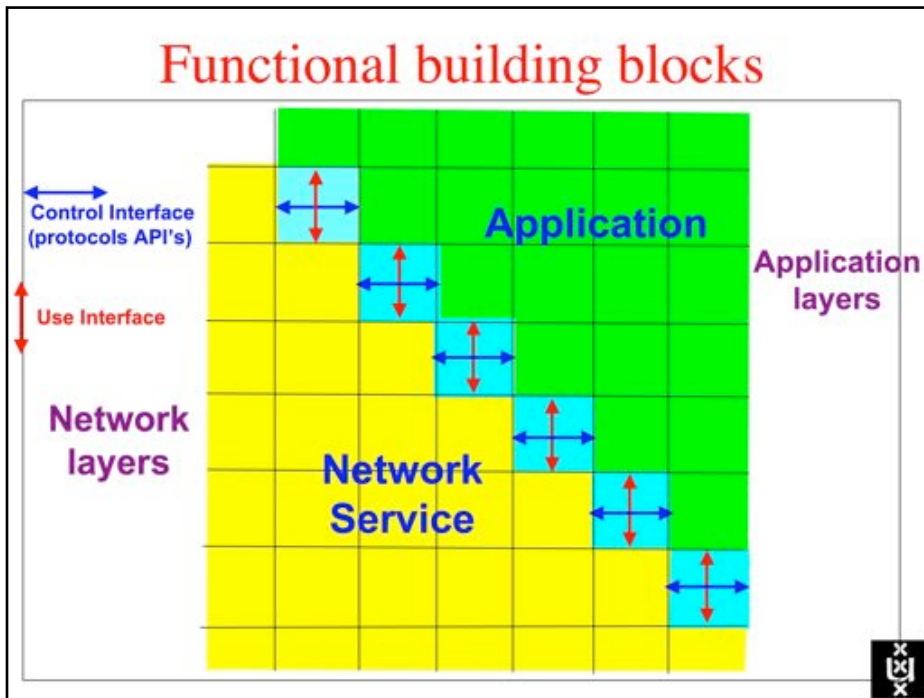 Functional building blocks
Control Interface
(protocols API's)
Use Interface
Application
Application
layers
Network
layers
Network
Service